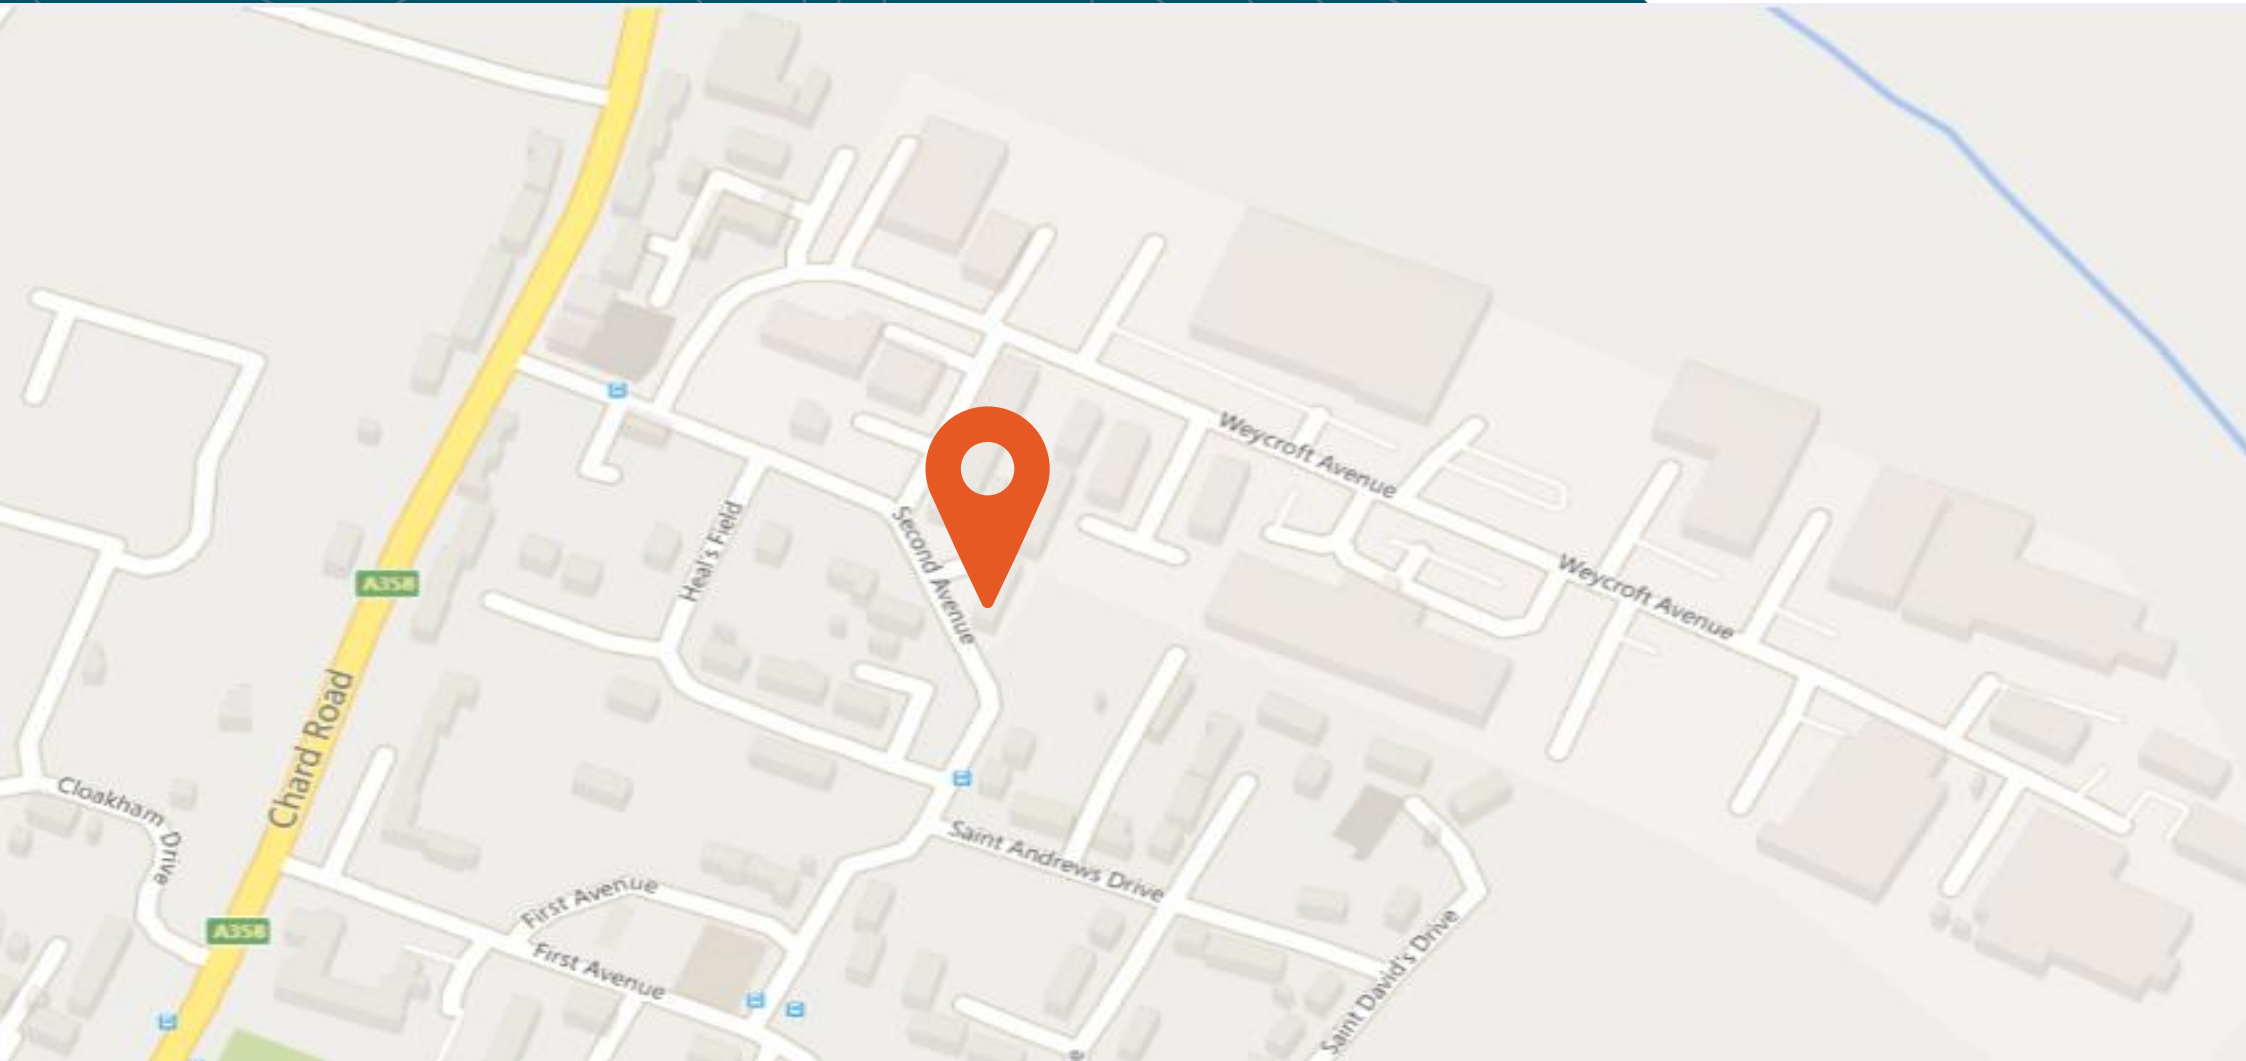 Weycroft Avenue
Second Avenue
Heal's Field
Weycroft Avenue
A358
Chard Road
Cloakham Drive
Saint Andrews Drive
First Avenue
A358
First Avenue
Saint David's Drive